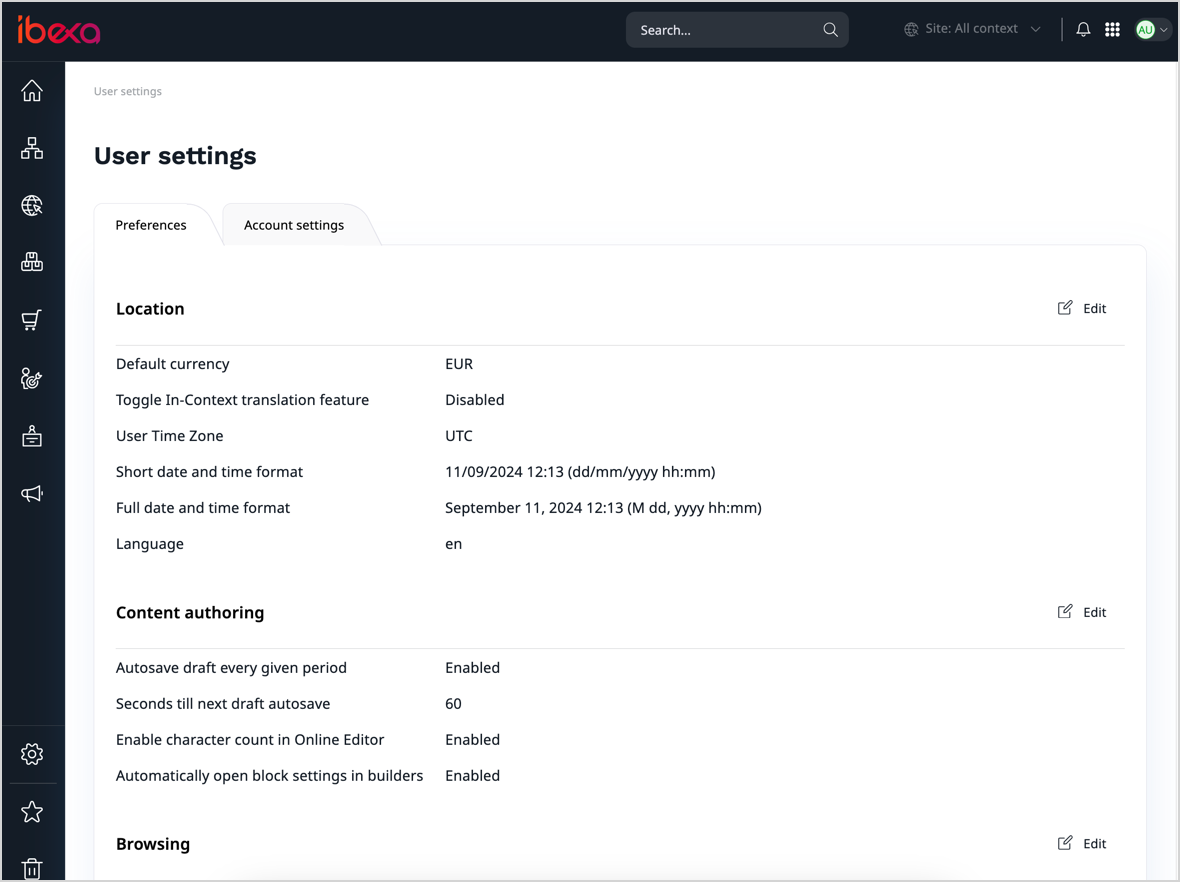 ibexa
Search...
Site: All context
AU
User settings
User settings
Preferences
Account settings
Location
Edit
Default currency EUR
Toggle In-Context translation feature Disabled
User Time Zone UTC
Short date and time format 11/09/2024 12:13 (dd/mm/yyyy hh:mm)
Full date and time format September 11, 2024 12:13 (M dd, yyyy hh:mm)
Language en
Content authoring
Edit
Autosave draft every given period Enabled
Seconds till next draft autosave 60
Enable character count in Online Editor Enabled
Automatically open block settings in builders Enabled
Browsing
Edit